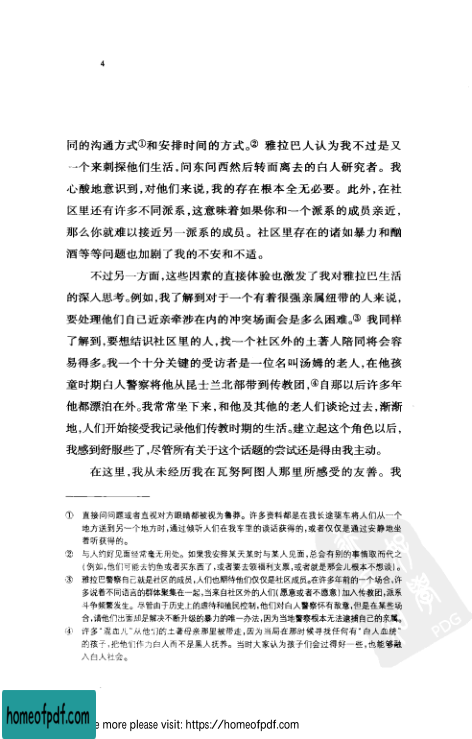 4
同的沟通方式①和安排时间的方式。② 雅拉巴人认为我不过是又
一个来刺探他们生活，问东问西然后转而离去的白人研究者。我
心酸地意识到，对他们来说，我的存在根本全无必要。此外，在社
区里还有许多不同派系，这意味着如果你和一个派系的成员亲近，
那么你就难以接近另一派系的成员。社区里存在的诸如暴力和酗
酒等等问题也加剧了我的不安和不适。
不过另一方面，这些因素的直接体验也激发了我对雅拉巴生活
的深入思考。例如，我了解到对于一个有着很强亲属纽带的人来说，
要处理他们自己近亲牵涉在内的冲突场面会是多么困难。③ 我同样
了解到，要想结识社区里的人，找一个社区外的土著人陪同将会容
易得多。我一个十分关键的受访者是一位名叫汤姆的老人，在他孩
童时期白人警察将他从昆士兰北部带到传教团，④自那以后许多年
他都漂泊在外。我常常坐下来，和他及其他的老人们谈论过去，渐渐
地，人们开始接受我记录他们传教时期的生活。建立起这个角色以后，
我感到舒服些了，尽管所有关于这个话题的尝试还是得由我主动。
在这里，我从未经历我在瓦努阿图人那里所感受的友善。我
① 直接问问题或者直视对方眼睛都被视为鲁莽。许多资料都是在我长途驱车将人们从一个
地方送到另一个地方时，通过倾听人们在我车里的谈话获得的，或者仅仅是通过安静地坐
着听获得的。
② 与人约好见面经常毫无用处。如果我安排某天某时与某人见面，总会有别的事情取而代之
（例如，他们可能去钓鱼或者买东西了，或者要去领福利支票，或者就是那会儿根本不想谈）。
③ 雅拉巴警察自己就是社区的成员，人们也期待他们仅仅是社区成员。在许多年前的一个场合，许
多说着不同语言的群体聚集在一起，当来自社区外的人们（愿意或者不愿意）加入传教团，派系
斗争频繁发生。尽管由于历史上的虐待和殖民控制，他们对白人警察怀有敌意，但是在某些场
合，请他们出面却是解决不断升级的暴力的唯一办法，因为当地警察根本无法逮捕自己的亲属。
④ 许多“混血儿”从他们的土著母亲那里被带走，因为当局在那时候寻找任何有“白人血统”
的孩子，把他们作为白人而不是黑人抚养。当时大家认为孩子们会过得好一些，也能够融
入白人社会。
PDG
homeofpdf.com
e more please visit: https://homeofpdf.com